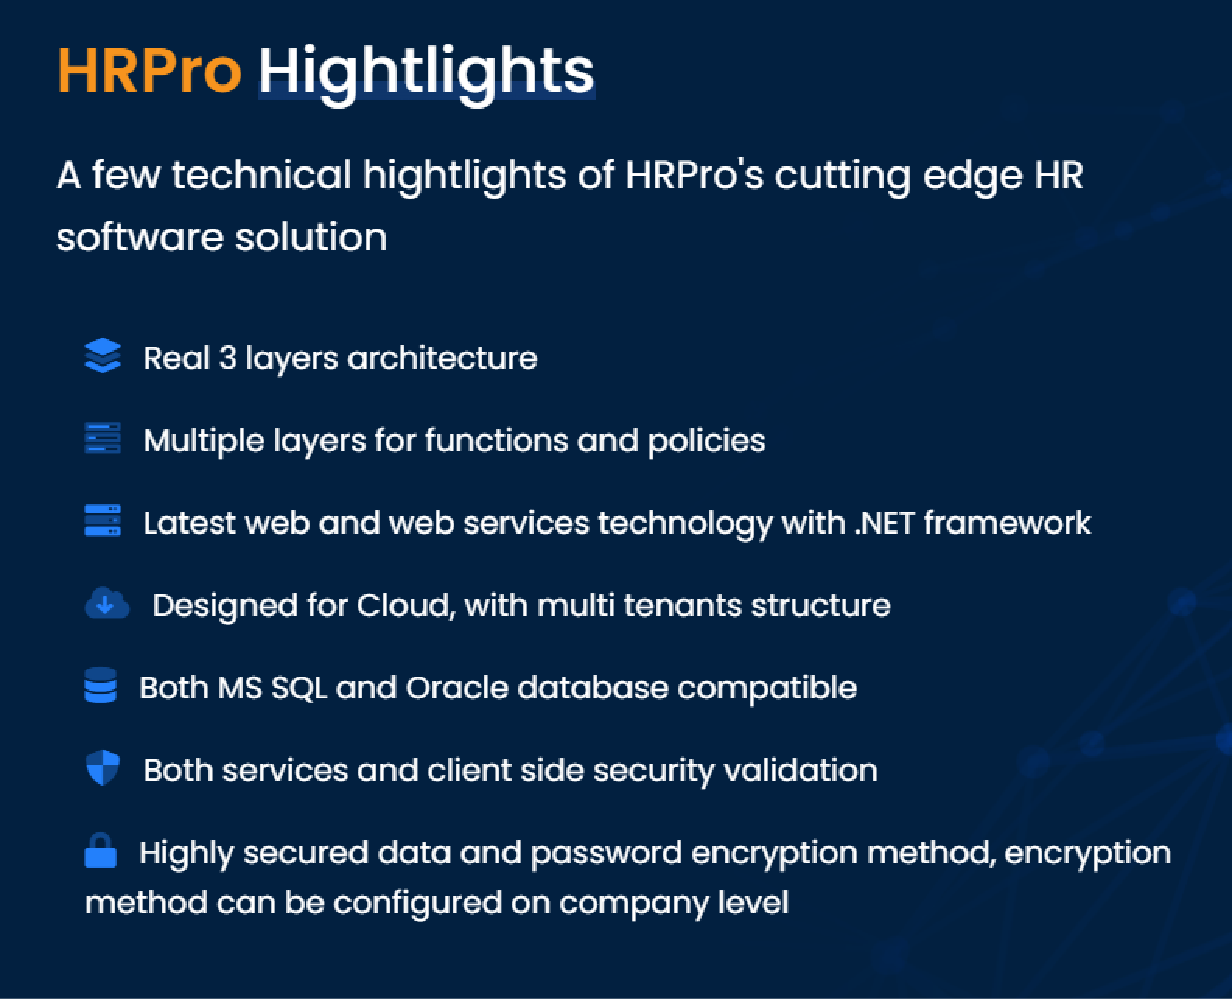 HRPro Hightlights
A few technical hightlights of HRPro's cutting edge HR
software solution
Real 3 layers architecture
Multiple layers for functions and policies
Latest web and web services technology with .NET framework
Designed for Cloud, with multi tenants structure
Both MS SQL and Oracle database compatible
Both services and client side security validation
Highly secured data and password encryption method, encryption
method can be configured on company level